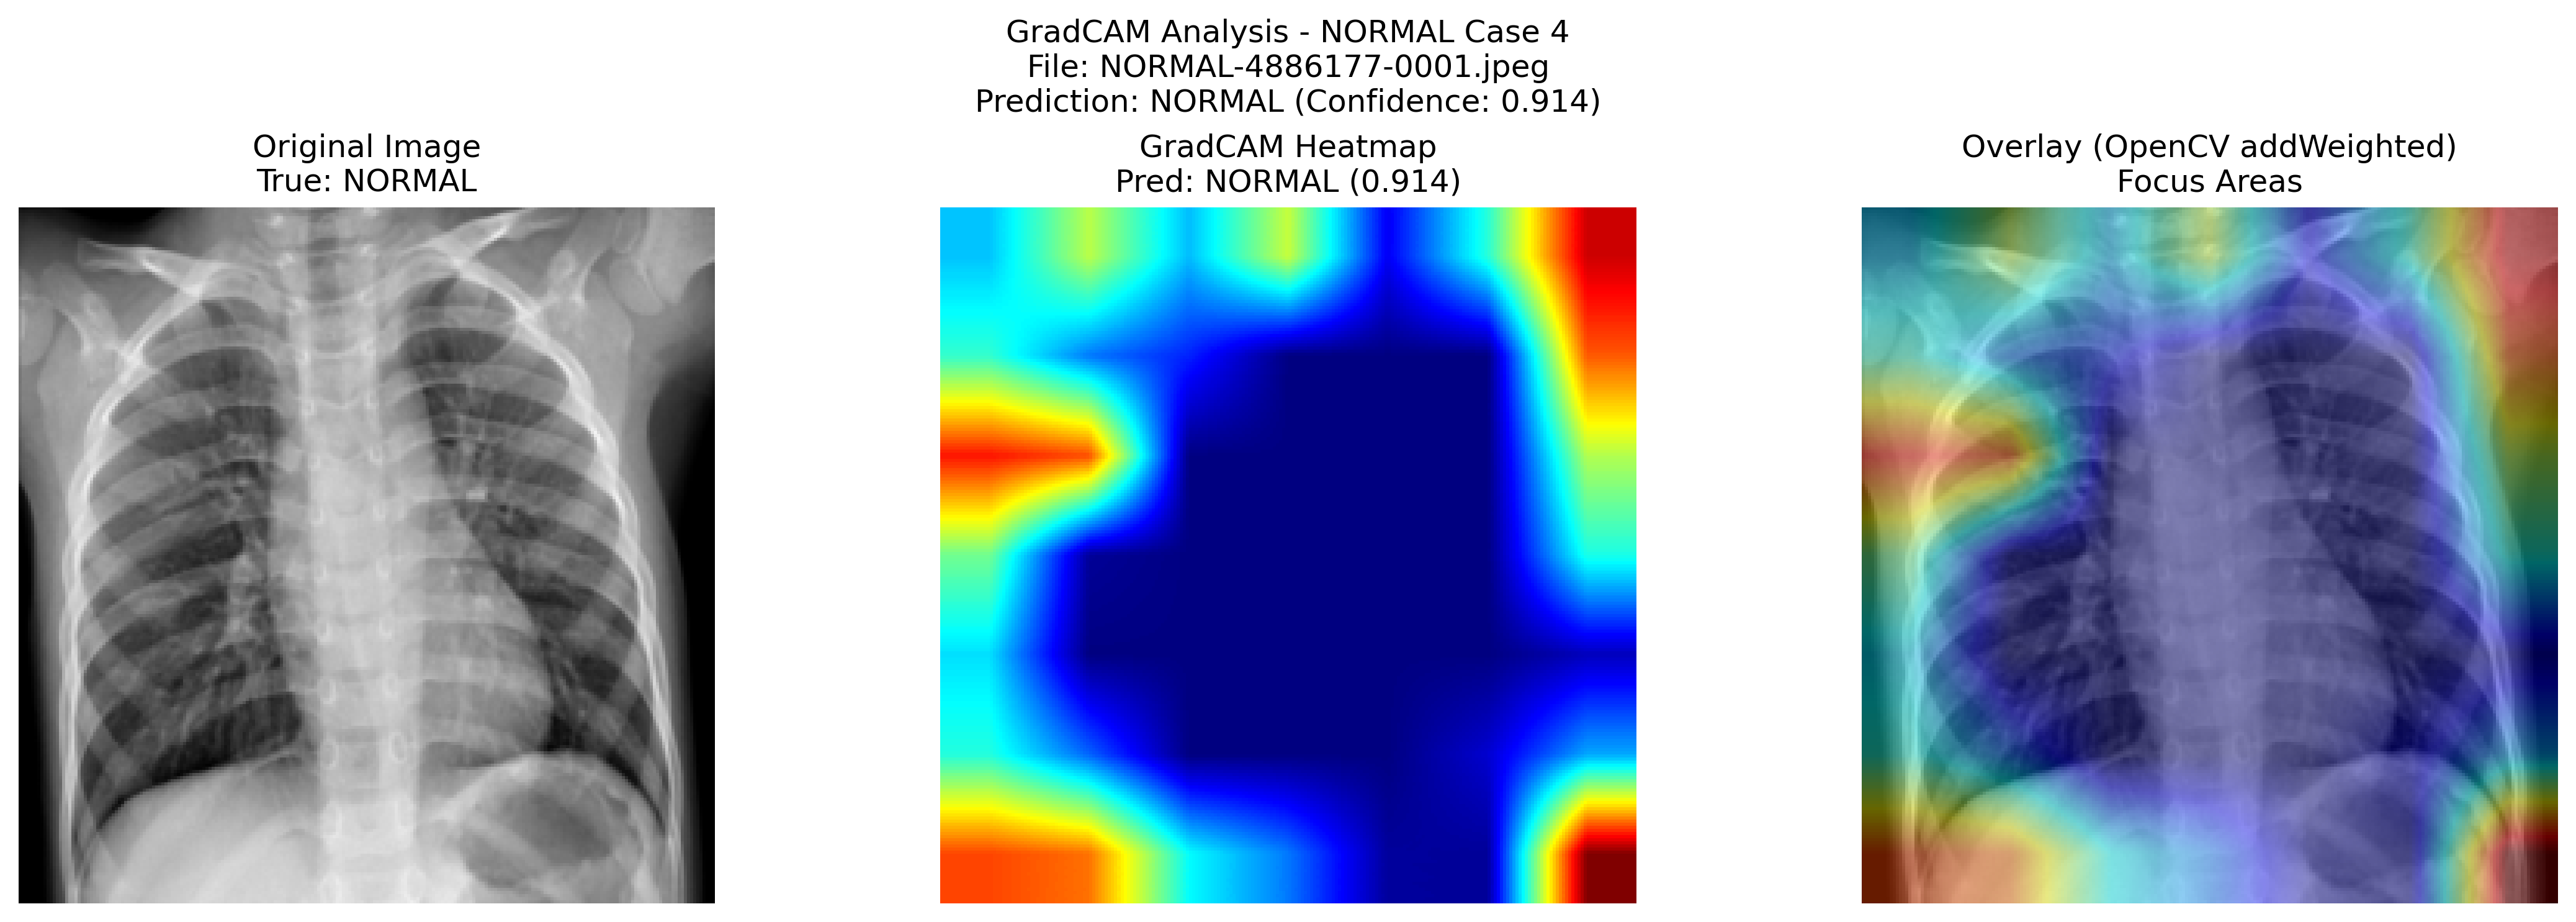 GradCAM Analysis - NORMAL Case 4
File: NORMAL-4886177-0001.jpeg
Prediction: NORMAL (Confidence: 0.914)
Original Image
True: NORMAL
GradCAM Heatmap
Pred: NORMAL (0.914)
Overlay (OpenCV addWeighted)
Focus Areas